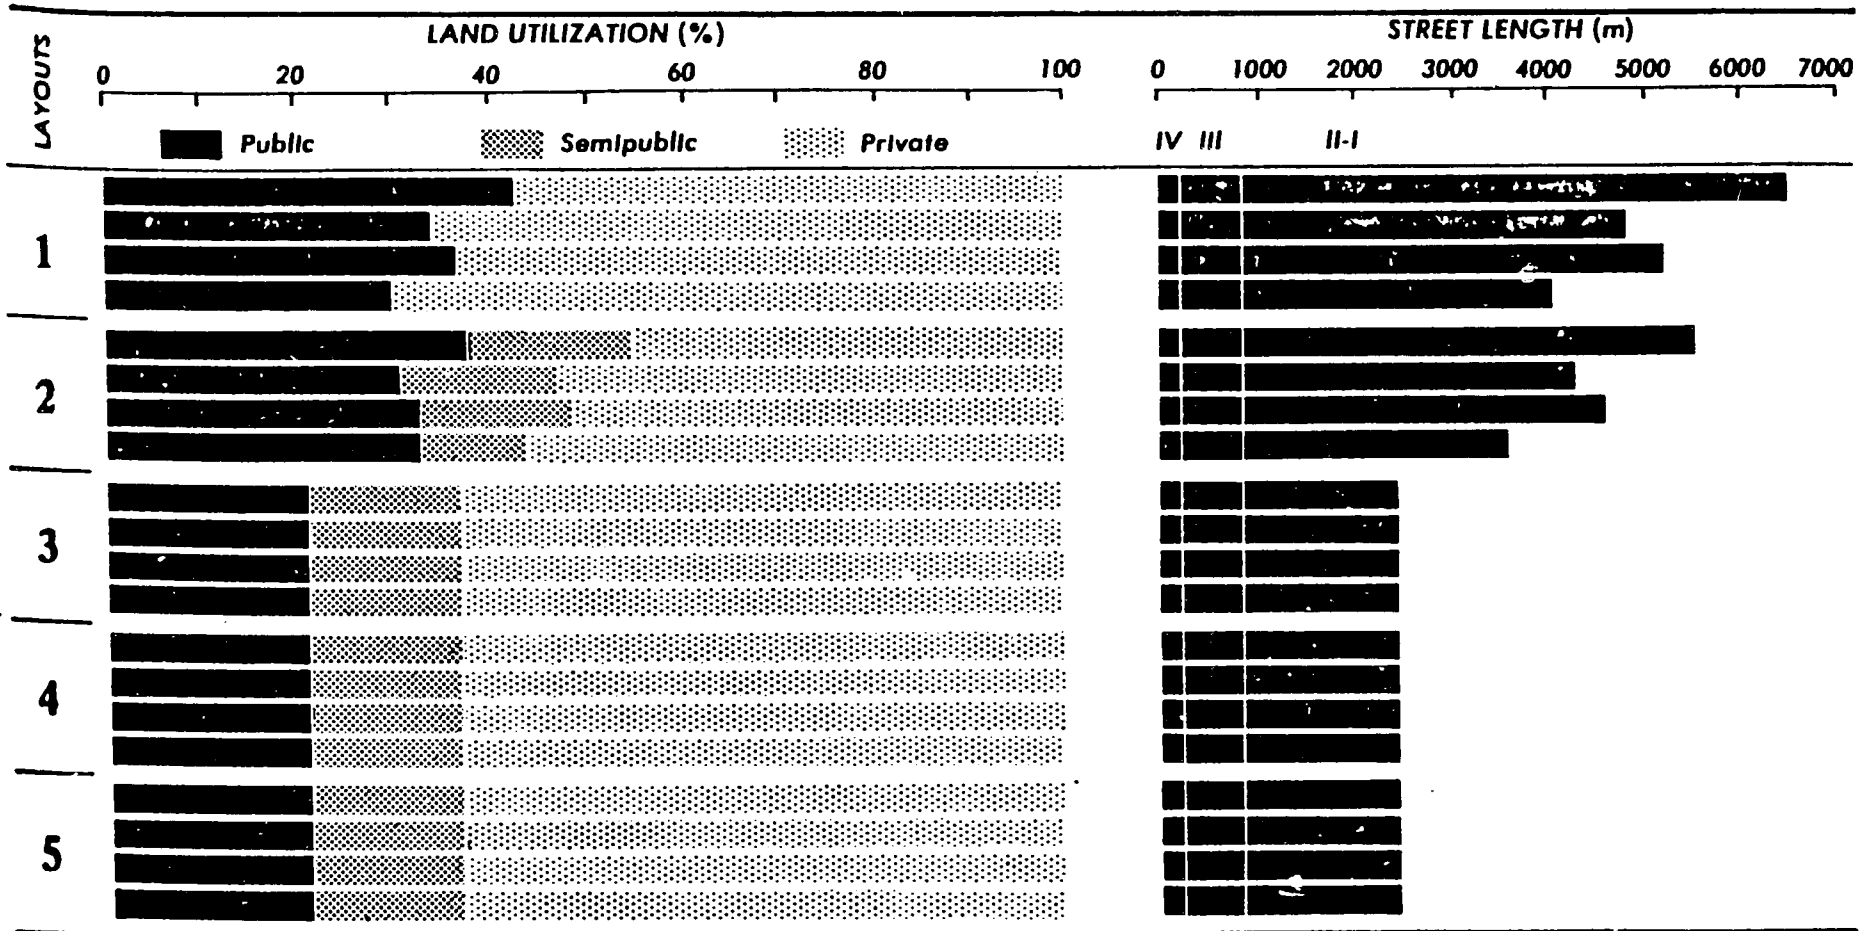 LAND UTILIZATION (%) STREET LENGTH (m)
LAYOUTS
0 20 40 60 80 100 0 1000 2000 3000 4000 5000 6000 7000
Public Semipublic Private IV III II-I
1
2
3
4
5